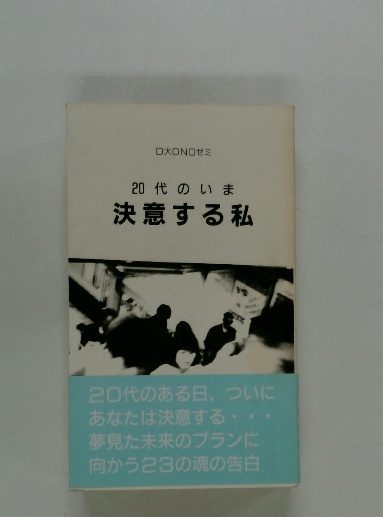 D大ONOゼミ
20代のいま
決意する私
20代のある日、ついに
あなたは決意する・・・
夢見た未来のプランに
向かう23の魂の告白